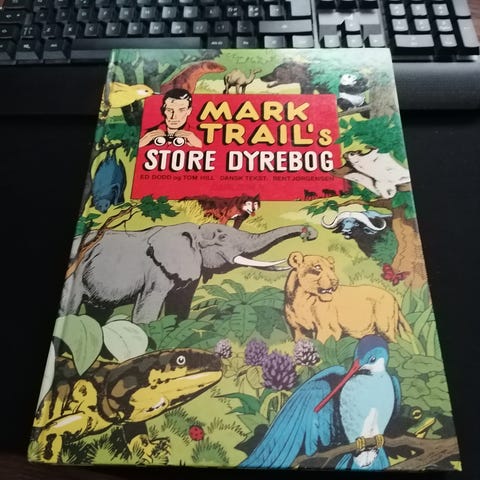 MARK
TRAIL's
STORE DYREBOG
ED DODD og TOM HILL DANSK TEKST: BENT JØRGENSEN